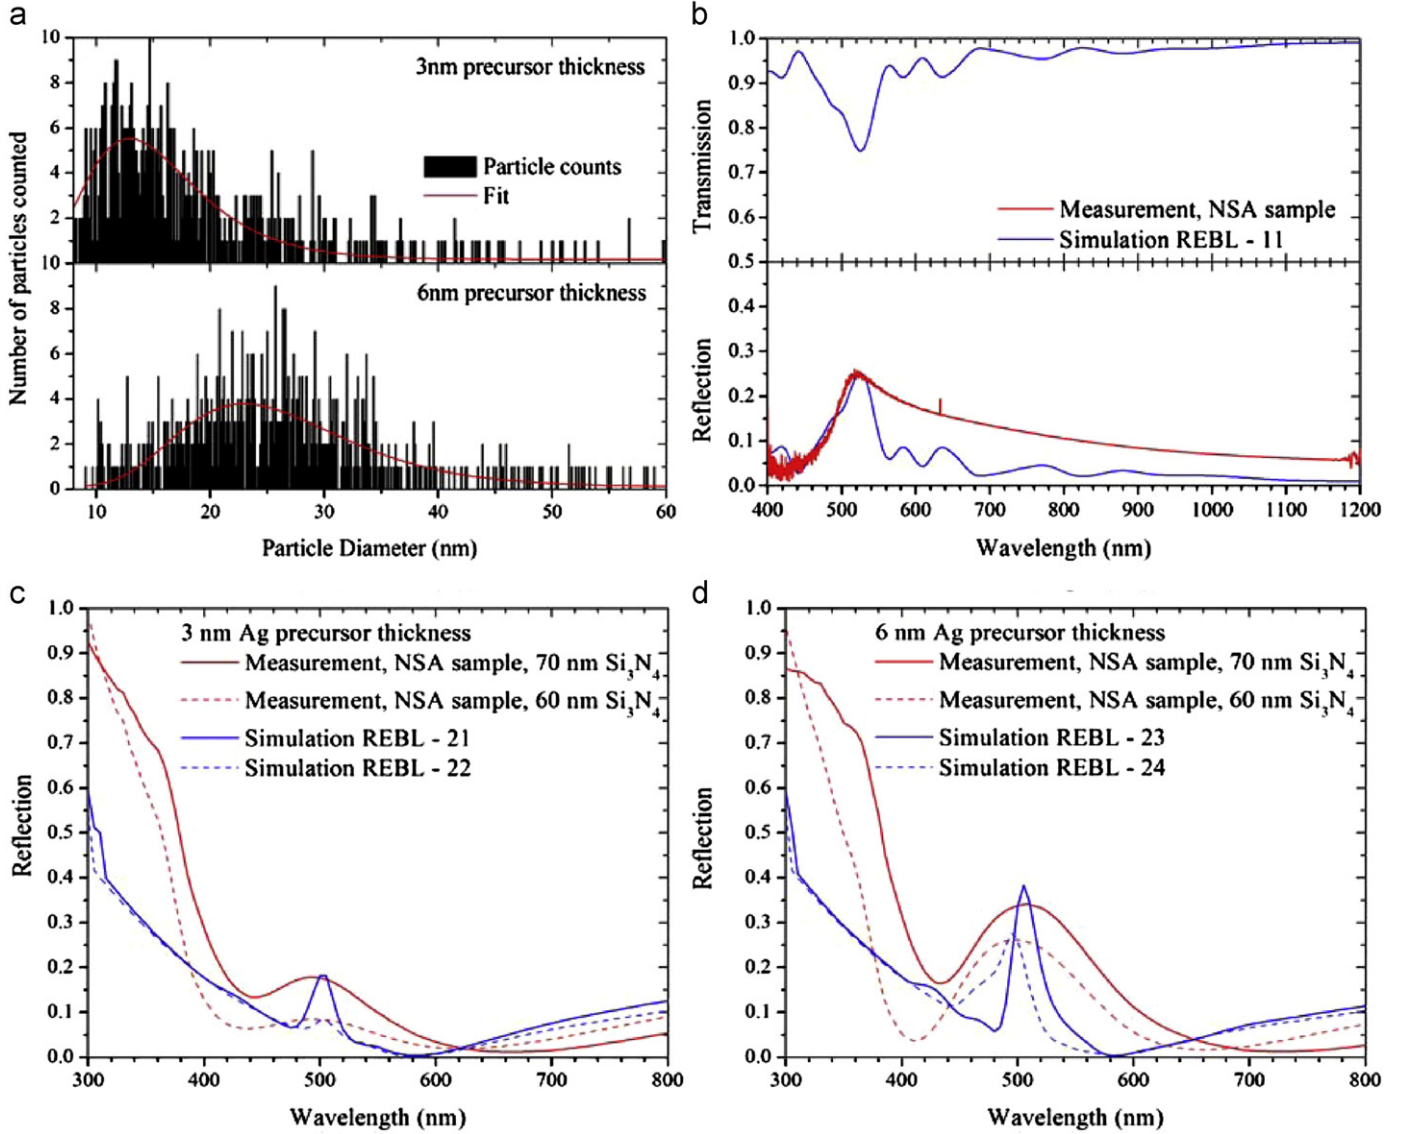 a
10
8
6
4
2
10
8
6
4
2
0
10
20
30
40
50
60
Number of particles counted
Particle Diameter (nm)
3nm precursor thickness
Particle counts
Fit
6nm precursor thickness
b
1.0
0.9
0.8
0.7
0.6
0.5
0.4
0.3
0.2
0.1
0.0
400
500
600
700
800
900
1000
1100
1200
Transmission
Reflection
Wavelength (nm)
Measurement, NSA sample
Simulation REBL - 11
c
1.0
0.9
0.8
0.7
0.6
0.5
0.4
0.3
0.2
0.1
0.0
300
400
500
600
700
800
Reflection
Wavelength (nm)
3 nm Ag precursor thickness
Measurement, NSA sample, 70 nm Si₃N₄
Measurement, NSA sample, 60 nm Si₃N₄
Simulation REBL - 21
Simulation REBL - 22
d
1.0
0.9
0.8
0.7
0.6
0.5
0.4
0.3
0.2
0.1
0.0
300
400
500
600
700
800
Reflection
Wavelength (nm)
6 nm Ag precursor thickness
Measurement, NSA sample, 70 nm Si₃N₄
Measurement, NSA sample, 60 nm Si₃N₄
Simulation REBL - 23
Simulation REBL - 24